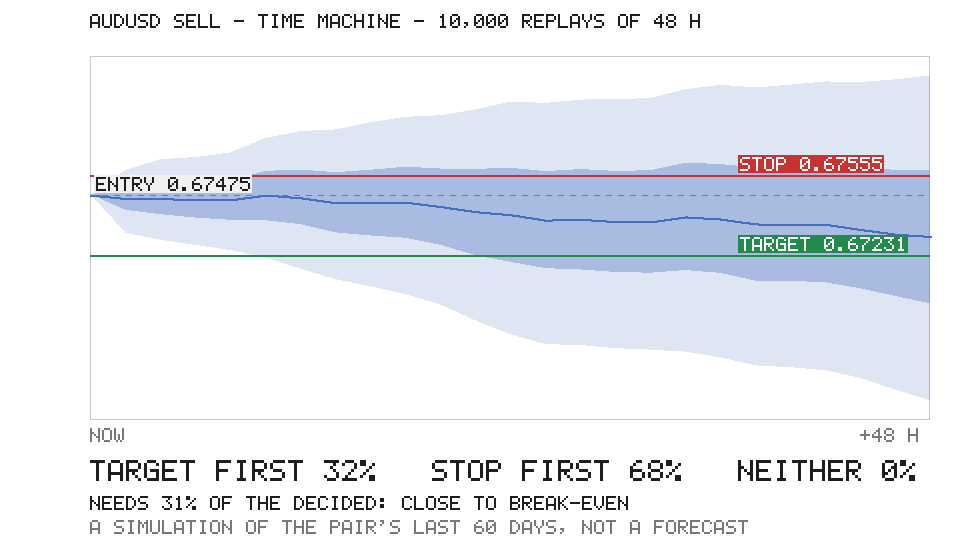 AUDUSD SELL – TIME MACHINE – 10,000 REPLAYS OF 48 H
STOP 0.67555
ENTRY 0.67475
TARGET 0.67231
NOW +48 H
TARGET FIRST 32% STOP FIRST 68% NEITHER 0%
NEEDS 31% OF THE DECIDED: CLOSE TO BREAK-EVEN
A SIMULATION OF THE PAIR'S LAST 60 DAYS, NOT A FORECAST